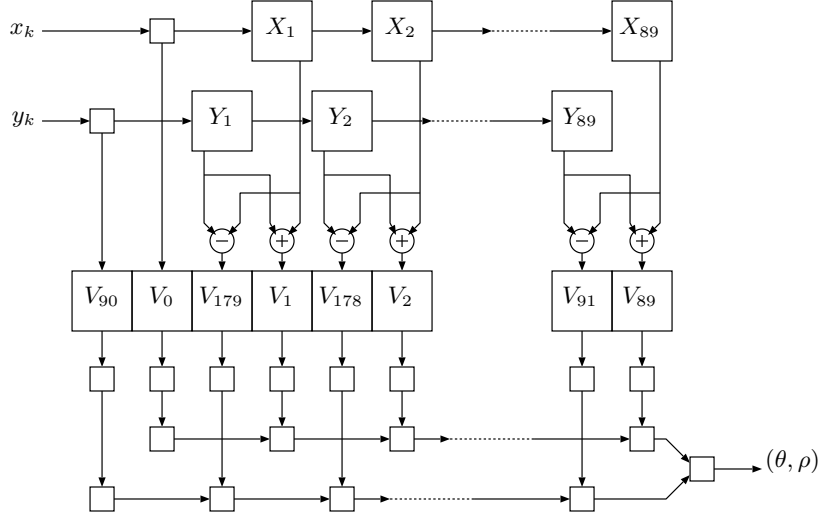 x_k X_1 X_2 X_89
y_k Y_1 Y_2 Y_89
− + − + − +
V_90 V_0 V_179 V_1 V_178 V_2 V_91 V_89
(θ, ρ)